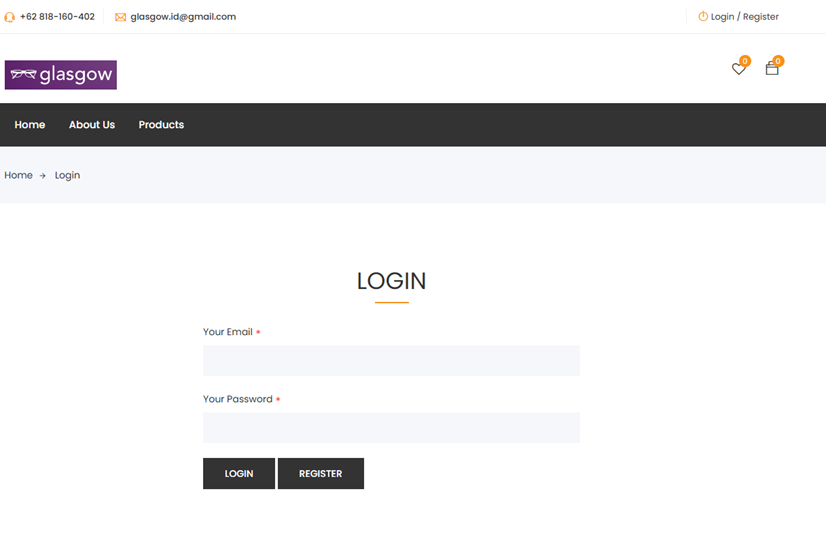 +62 818-160-402 glasgow.id@gmail.com Login / Register
glasgow 0 0
Home About Us Products
Home → Login
LOGIN
Your Email *
Your Password *
LOGIN REGISTER